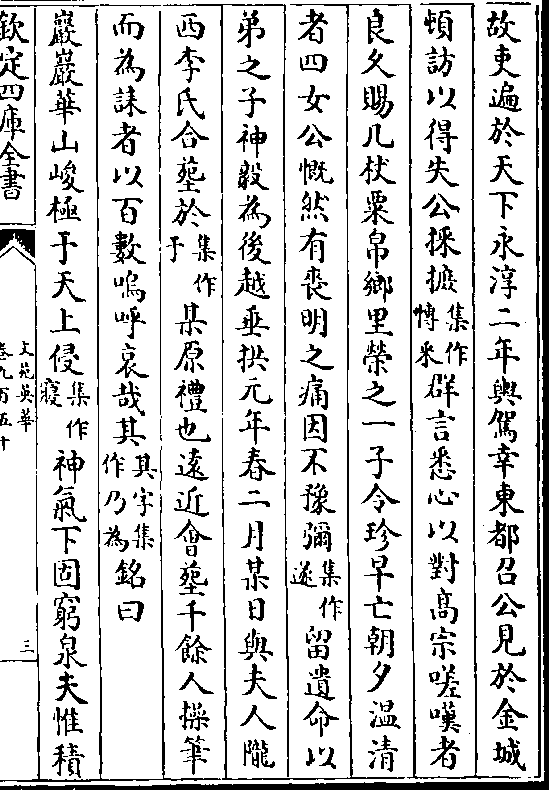 故吏遍於天下永淳二年輿駕幸東都召公見於金城
頓訪以得失公採摭集作博采群言悉心以對髙宗嗟嘆者
良久賜几杖粟帛鄉里榮之一子令珍早亡朝夕温清
者四女公慨然有喪明之痛因不豫彌集作遂留遺命以
弟之子神毅為後越垂拱元年春二月某日與夫人隴
西李氏合塟於集作于某原禮也遠近會塟千餘人操筆
而為誄者以百數嗚呼哀哉其其字集作乃為銘曰
巖巖華山峻極于天上侵集作寖神氣下固窮泉夫惟積
欽定四庫全書
文苑英華
卷九百五十
三